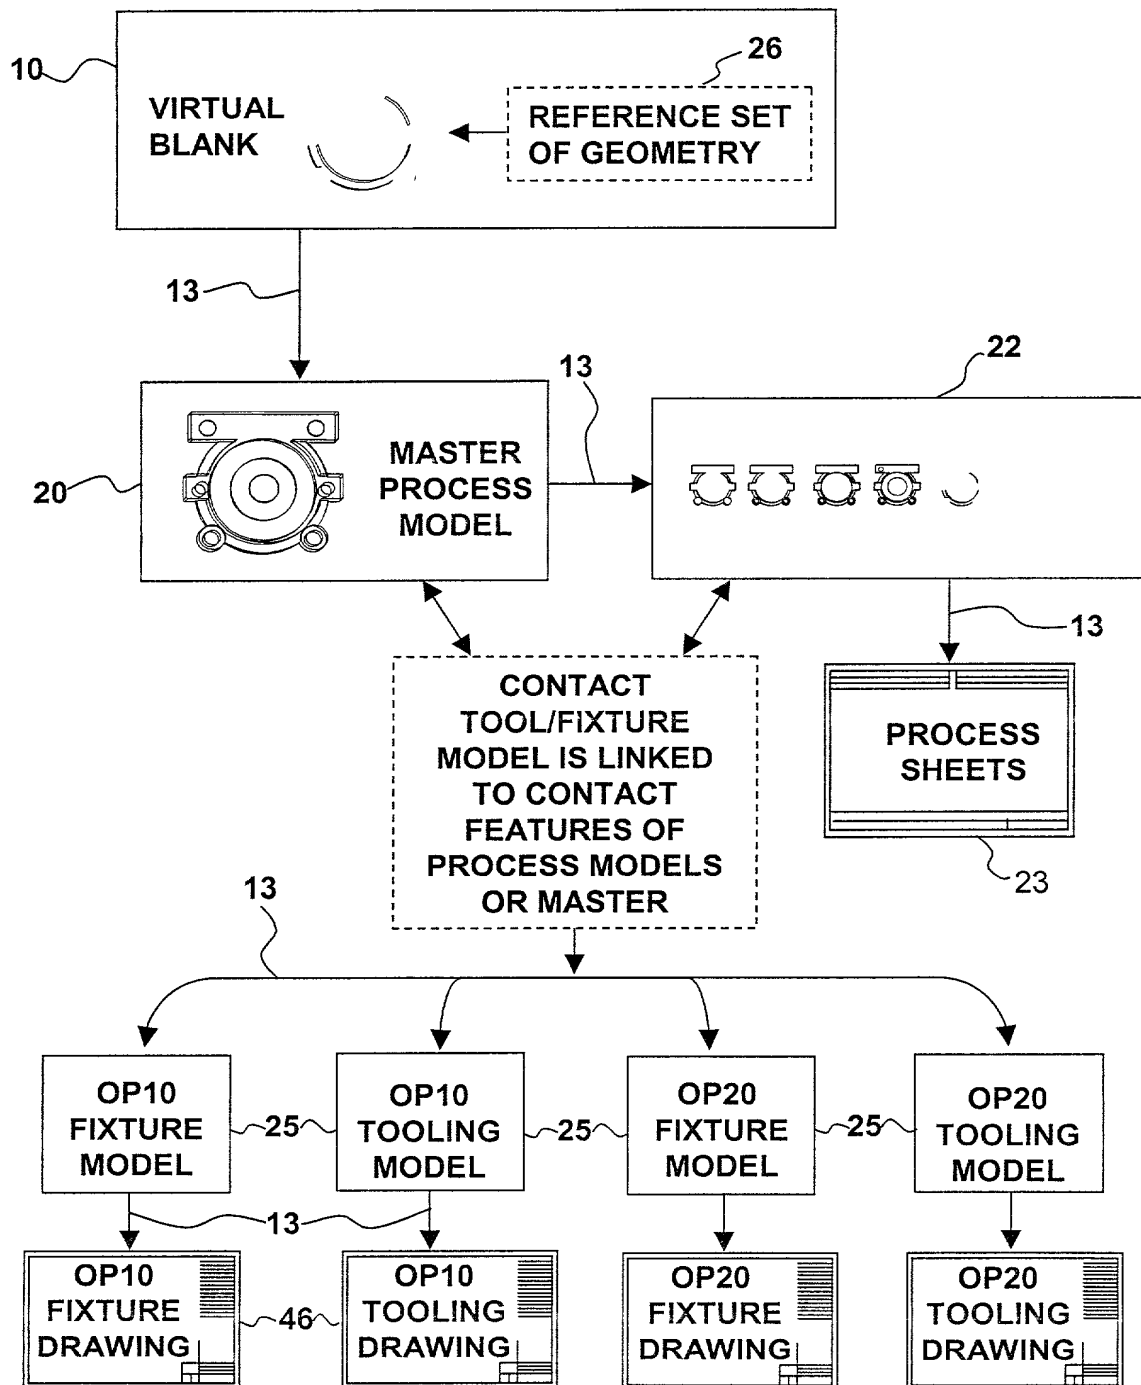 26
10
VIRTUAL
BLANK
REFERENCE SET
OF GEOMETRY
13
22
13
20
MASTER
PROCESS
MODEL
13
CONTACT
TOOL/FIXTURE
MODEL IS LINKED
TO CONTACT
FEATURES OF
PROCESS MODELS
OR MASTER
PROCESS
SHEETS
23
13
OP10
FIXTURE
MODEL
25
OP10
TOOLING
MODEL
25
OP20
FIXTURE
MODEL
25
OP20
TOOLING
MODEL
13
OP10
FIXTURE
DRAWING
46
OP10
TOOLING
DRAWING
OP20
FIXTURE
DRAWING
OP20
TOOLING
DRAWING